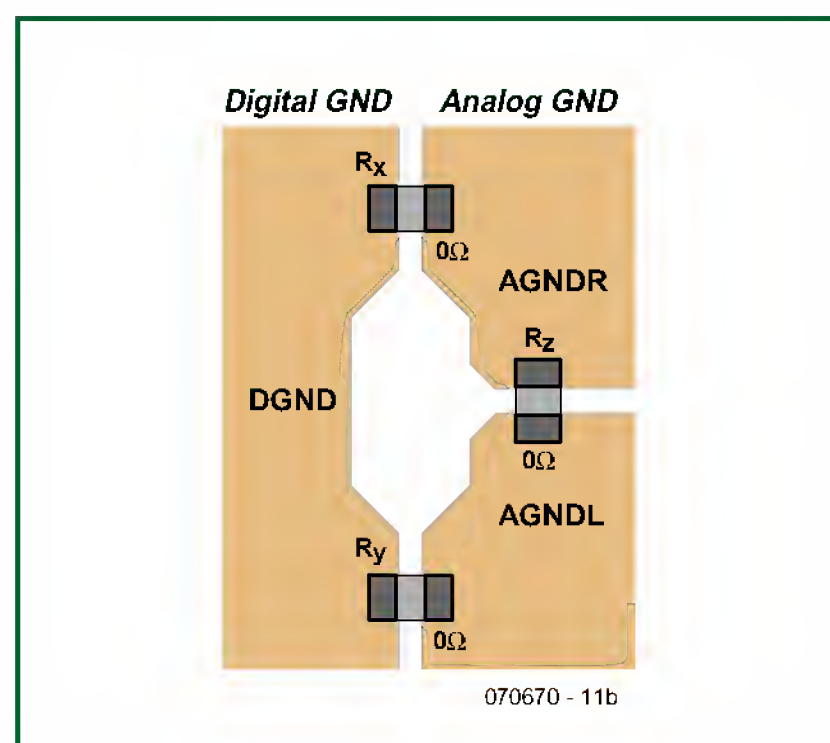 Digital GND
Analog GND
Rx
0Ω
AGNDR
Rz
DGND
0Ω
AGNDL
Ry
0Ω
070670 - 11b